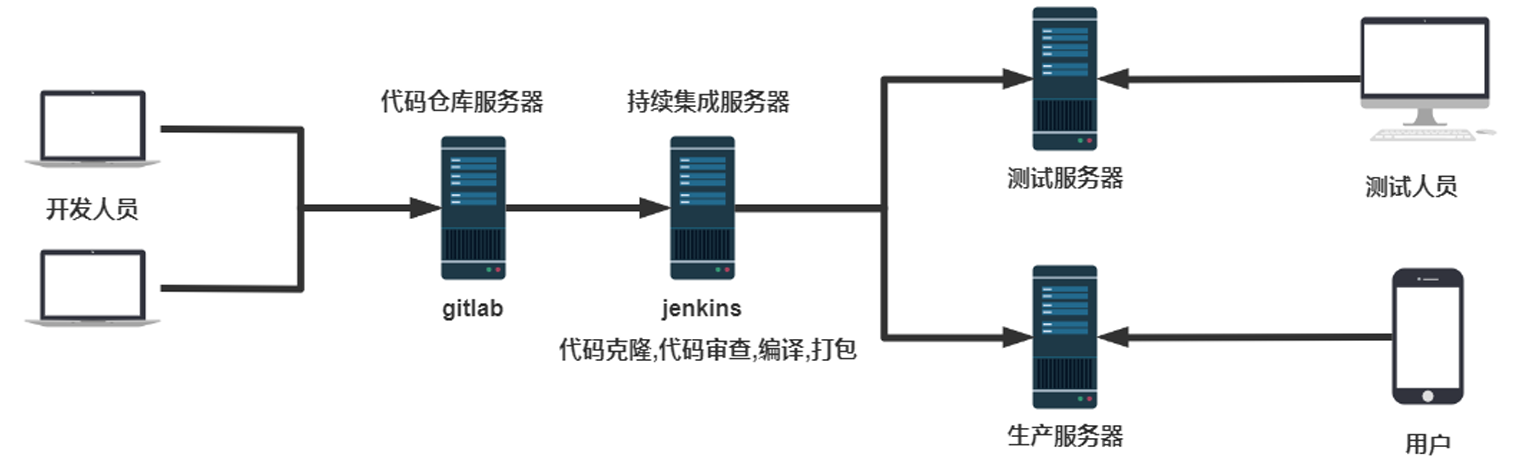 开发人员
代码仓库服务器
gitlab
持续集成服务器
jenkins
代码克隆,代码审查,编译,打包
测试服务器
测试人员
生产服务器
用户